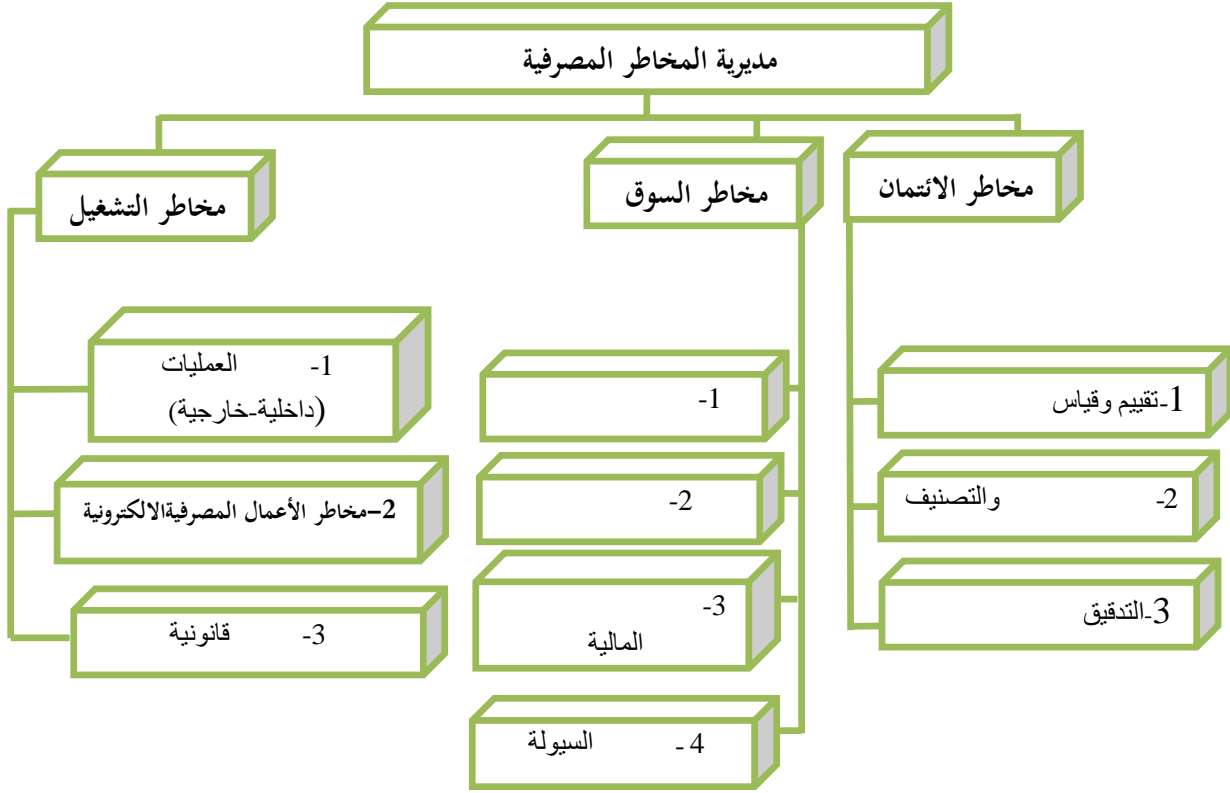 مديرية المخاطر المصرفية
مخاطر الائتمان
مخاطر السوق
مخاطر التشغيل
1-تقييم وقياس
2- والتصنيف
3-التدقيق
1-
2-
3-
المالية
4 - السيولة
1- العمليات
(داخلية-خارجية)
2-مخاطر الأعمال المصرفيةالالكترونية
3- قانونية